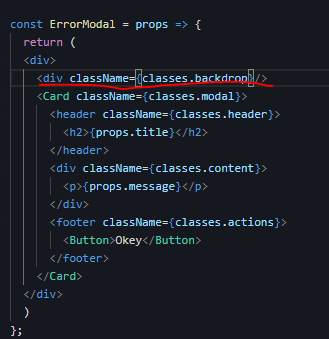 const ErrorModal = props => {
return (
<div>
<div className={classes.backdrop}/>
<Card className={classes.modal}>
<header className={classes.header}>
<h2>{props.title}</h2>
</header>
<div className={classes.content}>
<p>{props.message}</p>
</div>
<footer className={classes.actions}>
<Button>Okey</Button>
</footer>
</Card>
</div>
)
};